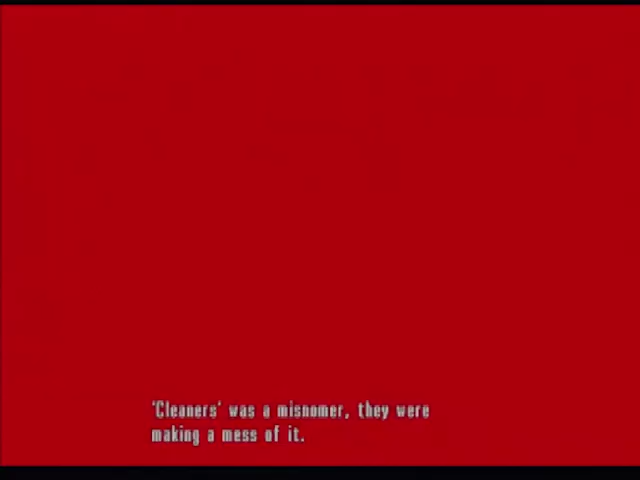 'Cleaners' was a misnomer, they were
making a mess of it.